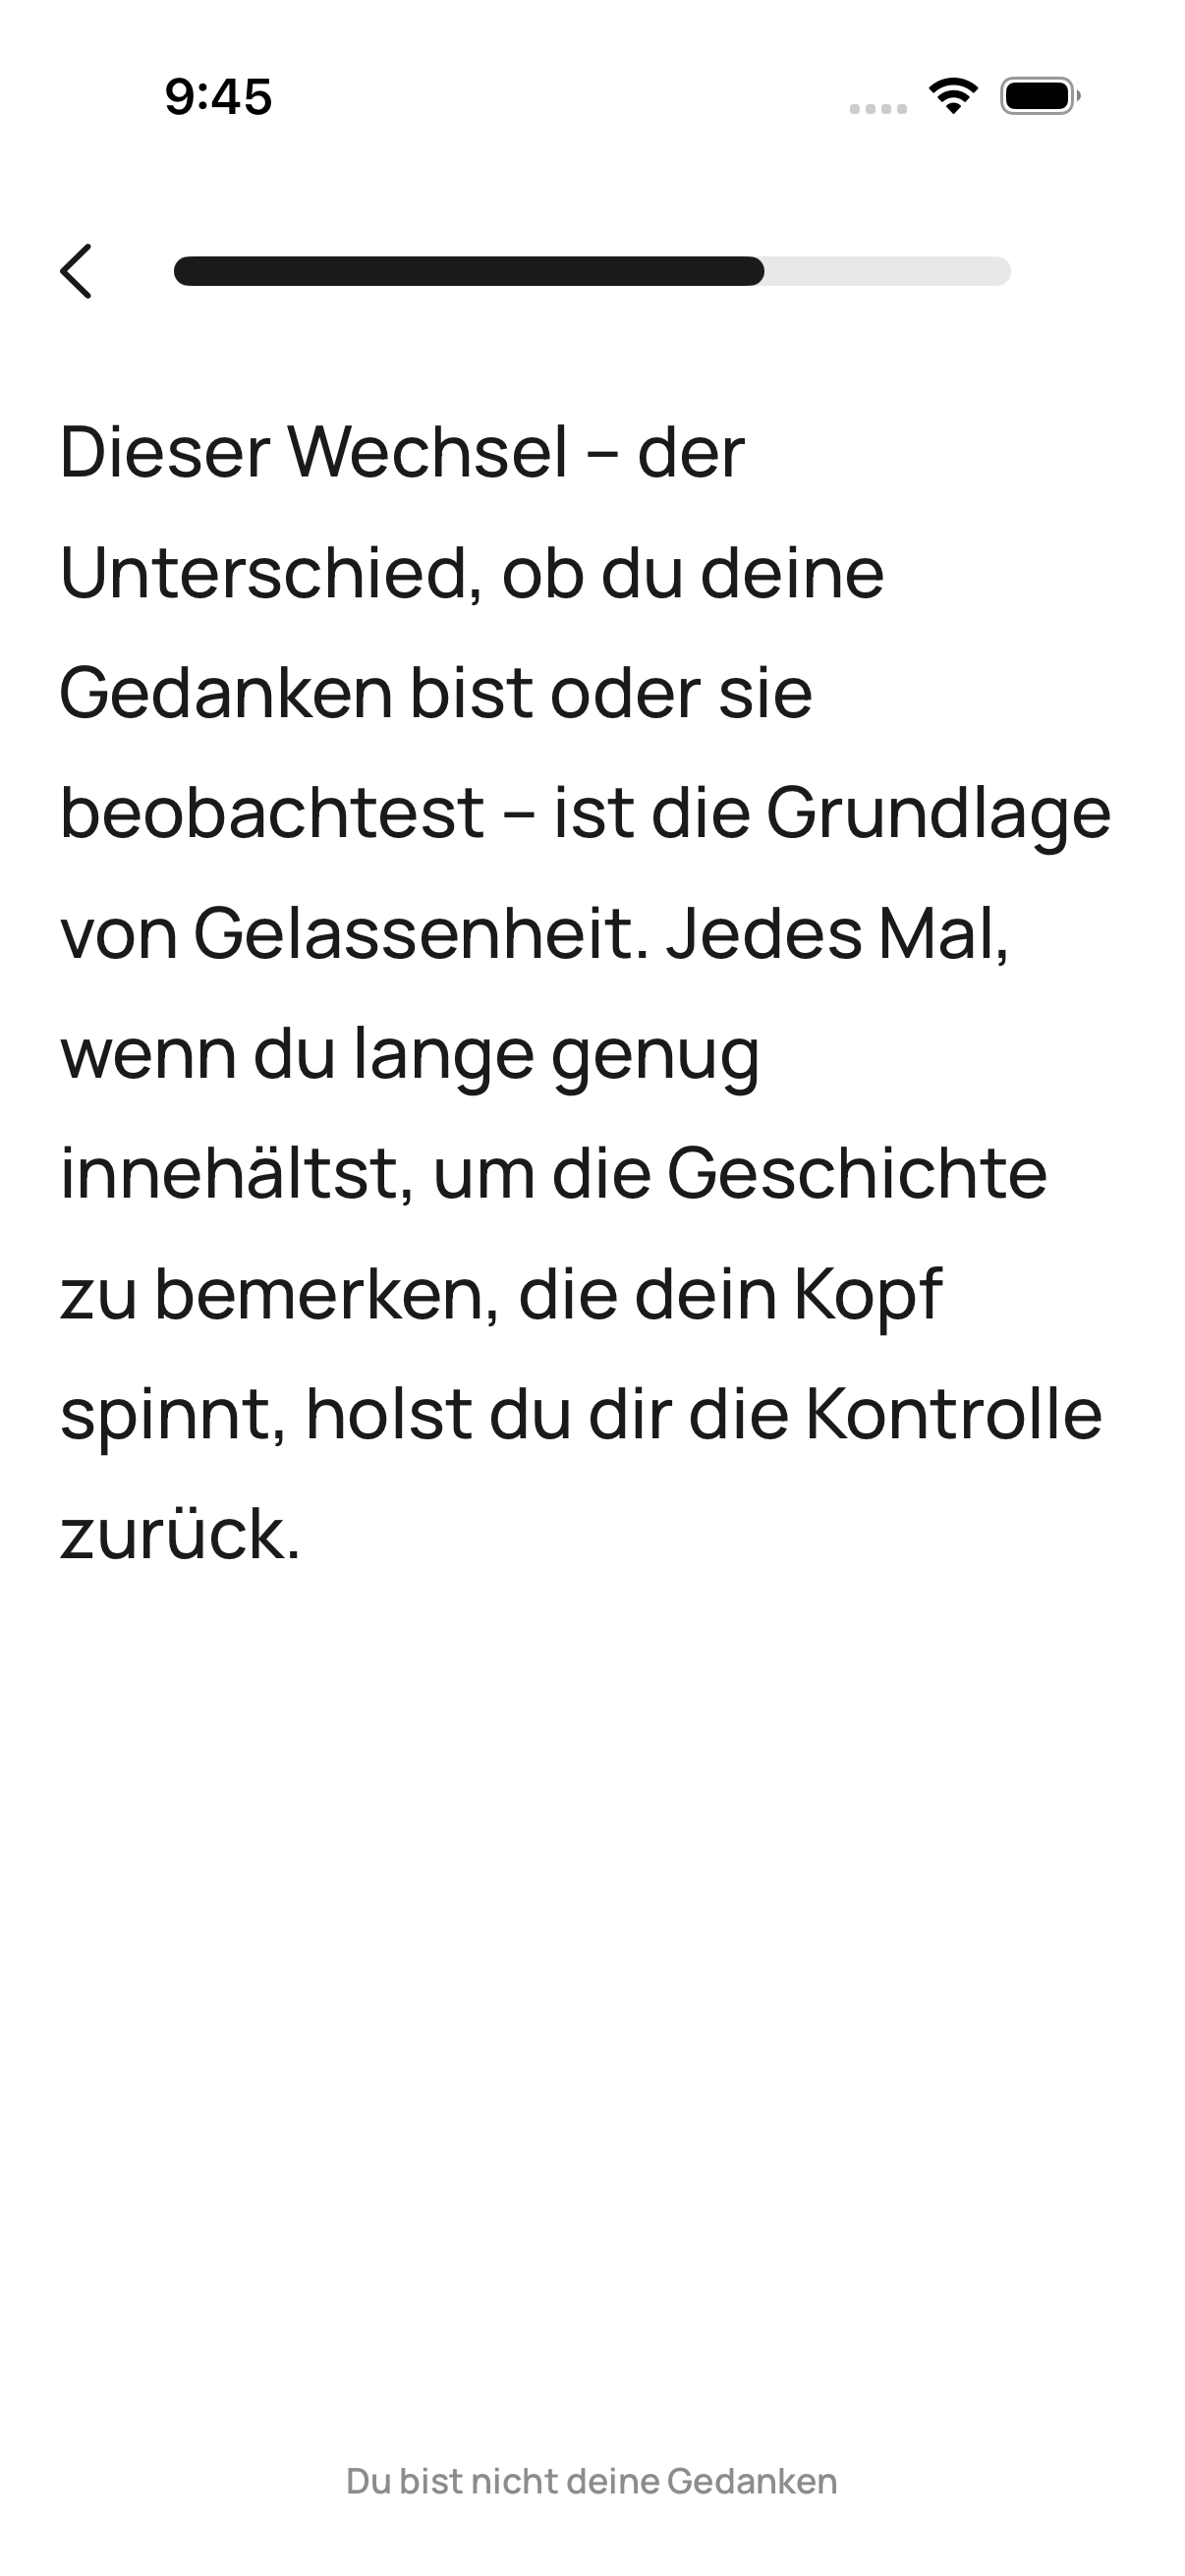 9:45
Dieser Wechsel – der
Unterschied, ob du deine
Gedanken bist oder sie
beobachtest – ist die Grundlage
von Gelassenheit. Jedes Mal,
wenn du lange genug
innehältst, um die Geschichte
zu bemerken, die dein Kopf
spinnt, holst du dir die Kontrolle
zurück.
Du bist nicht deine Gedanken